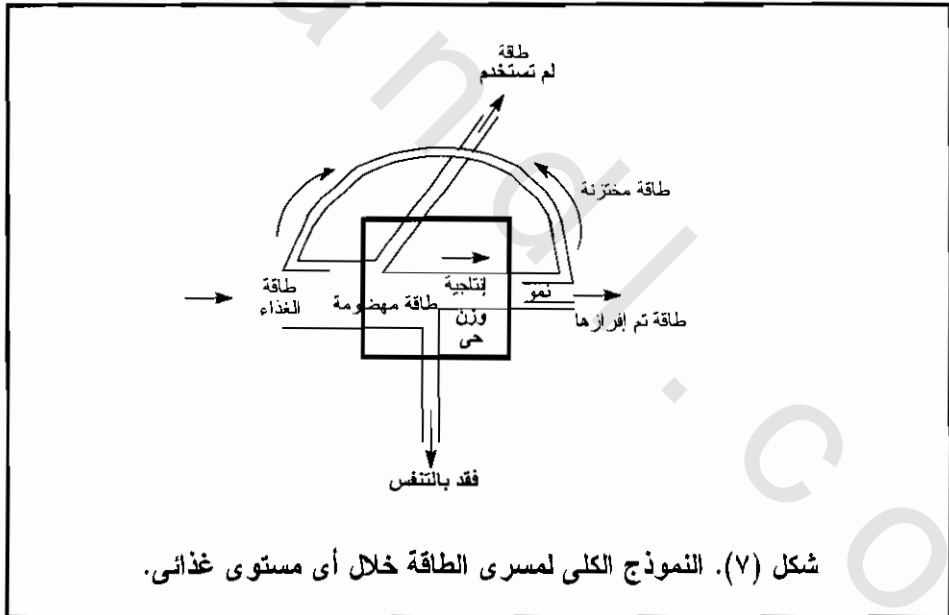 طاقة
لم تستخدم
طاقة مختزنة
طاقة
الغذاء
طاقة مهضومة
إنتاجية
وزن
حى
نمو
طاقة تم إفرازها
فقد بالتنفس
شكل (٧). النموذج الكلى لمسرى الطاقة خلال أى مستوى غذائى.